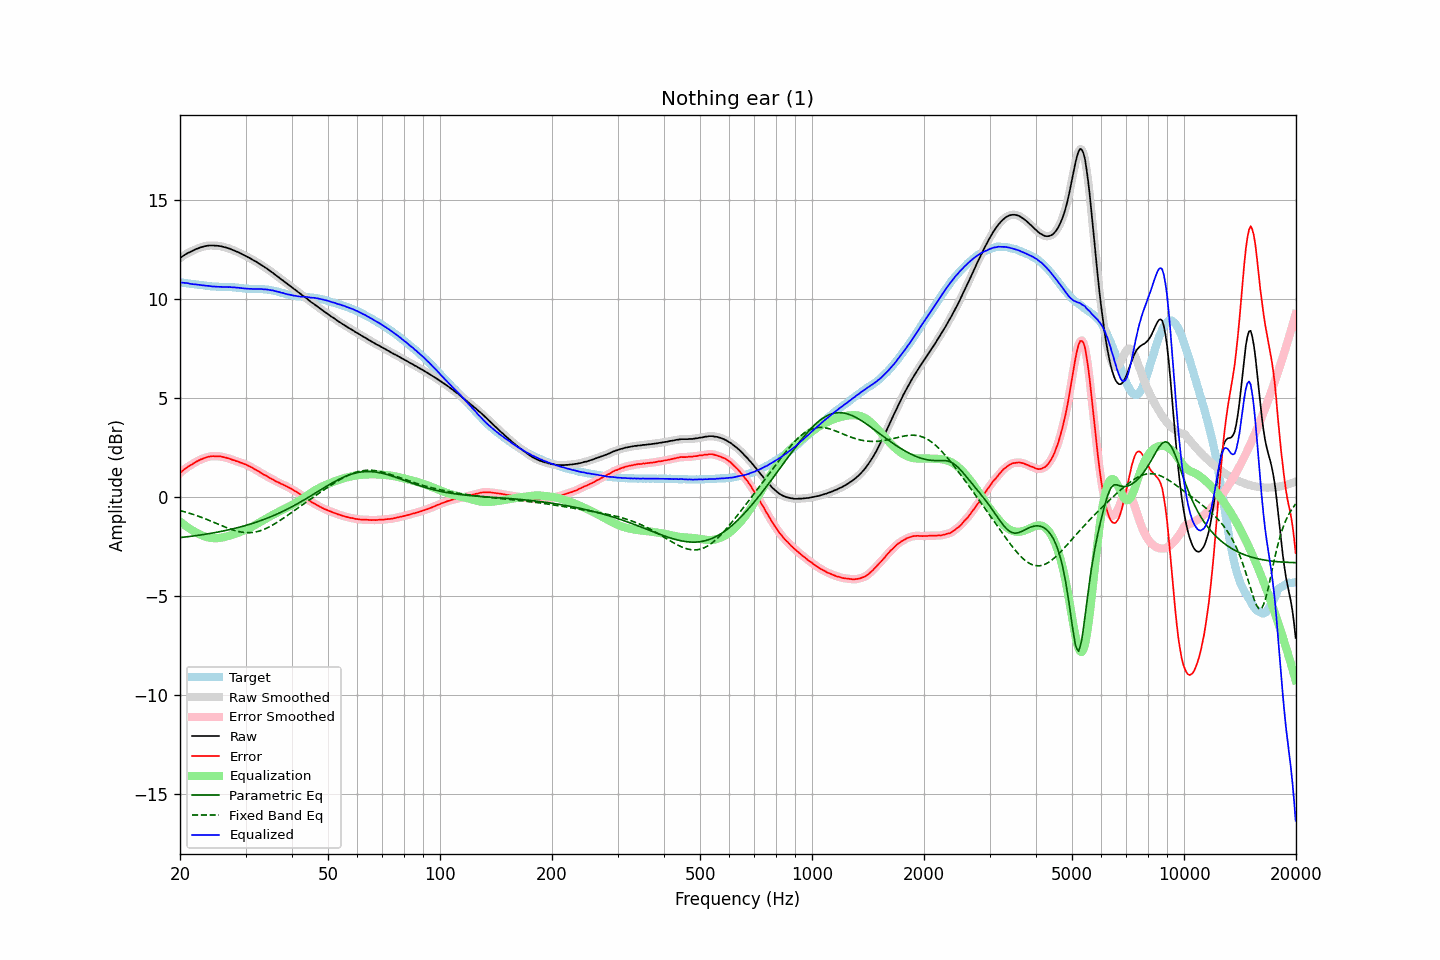 Nothing ear (1)
Amplitude (dBr)
15
10
5
0
−5
−10
−15
Target
Raw Smoothed
Error Smoothed
Raw
Error
Equalization
Parametric Eq
Fixed Band Eq
Equalized
20 50 100 200 500 1000 2000 5000 10000 20000
Frequency (Hz)